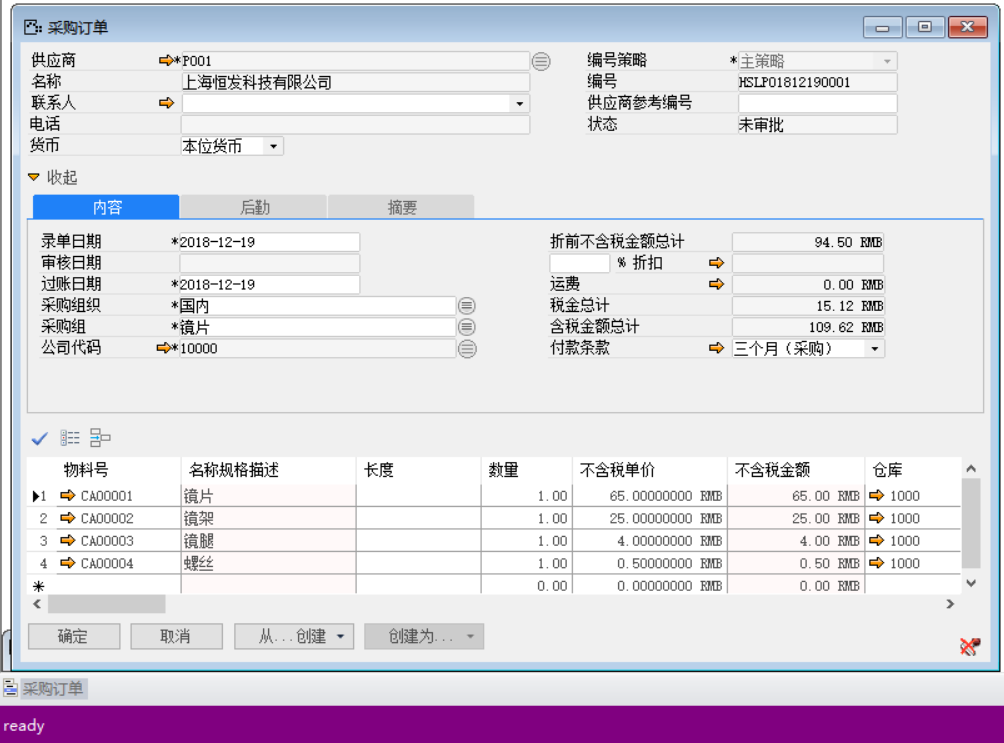 采购订单
供应商 *P001 编号策略 *主策略
名称 上海恒发科技有限公司 编号 HSLP01812190001
联系人 供应商参考编号
电话 状态 未审批
货币 本位货币
收起
内容 后勤 摘要
录单日期 *2018-12-19 折前不含税金额总计 94.50 RMB
审核日期 % 折扣
过账日期 *2018-12-19 运费 0.00 RMB
采购组织 *国内 税金总计 15.12 RMB
采购组 *镜片 含税金额总计 109.62 RMB
公司代码 *10000 付款条款 三个月（采购）
物料号 名称规格描述 长度 数量 不含税单价 不含税金额 仓库
1 CA00001 镜片 1.00 65.00000000 RMB 65.00 RMB 1000
2 CA00002 镜架 1.00 25.00000000 RMB 25.00 RMB 1000
3 CA00003 镜腿 1.00 4.00000000 RMB 4.00 RMB 1000
4 CA00004 螺丝 1.00 0.50000000 RMB 0.50 RMB 1000
* 0.00 0.00000000 RMB 0.00 RMB
确定 取消 从...创建 创建为...
采购订单
ready